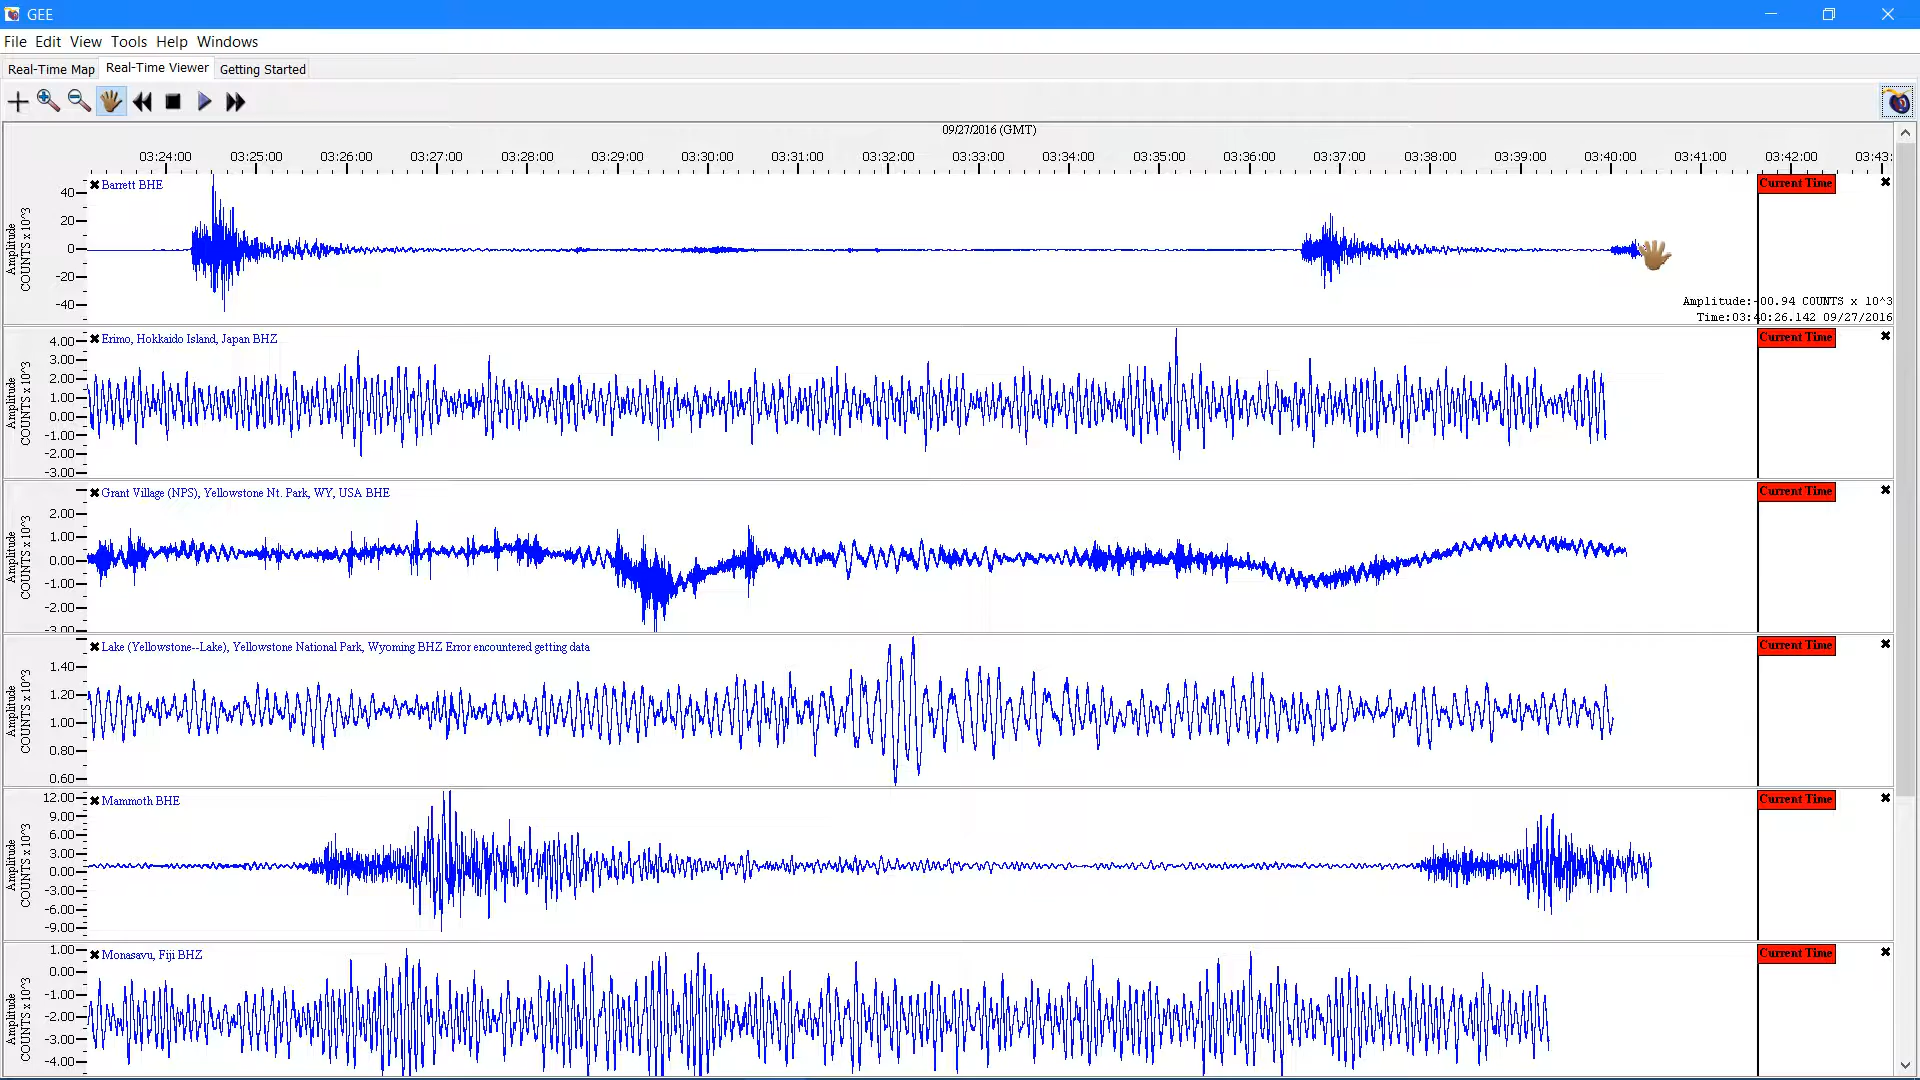 GEE
File Edit View Tools Help Windows
Real-Time Map Real-Time Viewer Getting Started
09/27/2016 (GMT)
03:24:00 03:25:00 03:26:00 03:27:00 03:28:00 03:29:00 03:30:00 03:31:00 03:32:00 03:33:00 03:34:00 03:35:00 03:36:00 03:37:00 03:38:00 03:39:00 03:40:00 03:41:00 03:42:00 03:43:
Barrett BHE
Current Time
Amplitude
COUNTS x10^3
40
20
0
-20
-40
Amplitude:-00.94 COUNTS x 10^3
Time:03:40:26.142 09/27/2016
Erimo, Hokkaido Island, Japan BHZ
Current Time
Amplitude
COUNTS x10^3
4.00
3.00
2.00
1.00
0.00
-1.00
-2.00
-3.00
Grant Village (NPS), Yellowstone Nt. Park, WY, USA BHE
Current Time
Amplitude
COUNTS x10^3
2.00
1.00
0.00
-1.00
-2.00
-3.00
Lake (Yellowstone--Lake), Yellowstone National Park, Wyoming BHZ Error encountered getting data
Current Time
Amplitude
COUNTS x10^3
1.40
1.20
1.00
0.80
0.60
Mammoth BHE
Current Time
Amplitude
COUNTS x10^3
12.00
9.00
6.00
3.00
0.00
-3.00
-6.00
-9.00
Monasavu, Fiji BHZ
Current Time
Amplitude
COUNTS x10^3
1.00
0.00
-1.00
-2.00
-3.00
-4.00